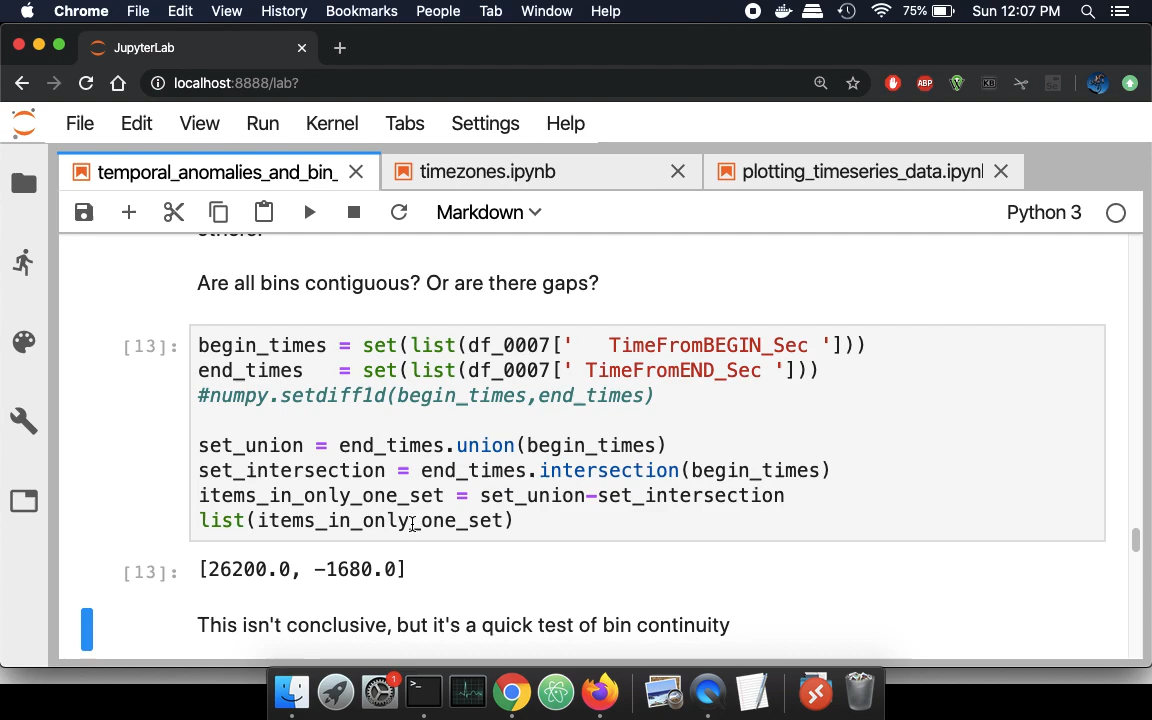 Chrome File Edit View History Bookmarks People Tab Window Help 75% Sun 12:07 PM
JupyterLab
localhost:8888/lab?
ABP KB
File Edit View Run Kernel Tabs Settings Help
temporal_anomalies_and_bin_ timezones.ipynb plotting_timeseries_data.ipynl
Markdown Python 3
Are all bins contiguous? Or are there gaps?
[13]: begin_times = set(list(df_0007['   TimeFromBEGIN_Sec ']))
end_times   = set(list(df_0007[' TimeFromEND_Sec ']))
#numpy.setdiff1d(begin_times,end_times)
set_union = end_times.union(begin_times)
set_intersection = end_times.intersection(begin_times)
items_in_only_one_set = set_union-set_intersection
list(items_in_only_one_set)
[13]: [26200.0, -1680.0]
This isn't conclusive, but it's a quick test of bin continuity
1